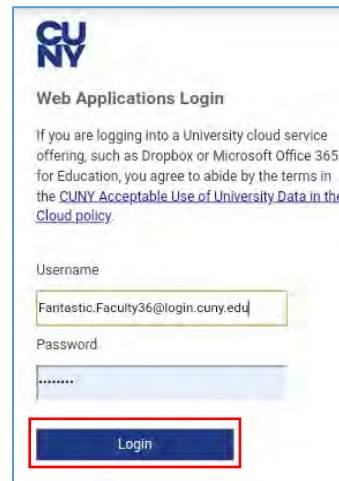 CU
NY
Web Applications Login
If you are logging into a University cloud service
offering, such as Dropbox or Microsoft Office 365
for Education, you agree to abide by the terms in
the CUNY Acceptable Use of University Data in the
Cloud policy.
Username
Fantastic.Faculty36@login.cuny.edu
Password
••••••••
Login